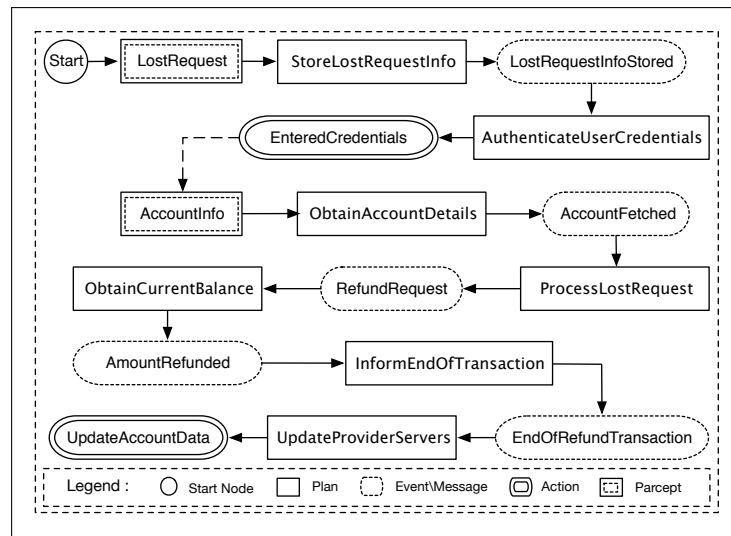 Start
LostRequest
StoreLostRequestInfo
LostRequestInfoStored
EnteredCredentials
AuthenticateUserCredentials
AccountInfo
ObtainAccountDetails
AccountFetched
ObtainCurrentBalance
RefundRequest
ProcessLostRequest
AmountRefunded
InformEndOfTransaction
UpdateAccountData
UpdateProviderServers
EndOfRefundTransaction
Legend : Start Node Plan Event\Message Action Parcept